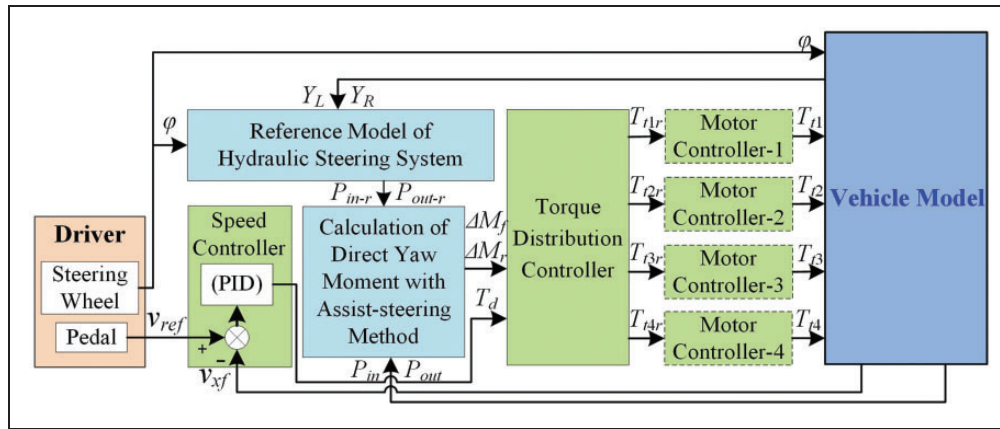 φ
Y_L Y_R
φ
Reference Model of
Hydraulic Steering System
P_in-r P_out-r
Driver
Steering
Wheel
Pedal
v_ref
+
−
v_xf
Speed
Controller
(PID)
Calculation of
Direct Yaw
Moment with
Assist-steering
Method
P_in P_out
ΔM_f
ΔM_r
T_d
Torque
Distribution
Controller
T_t1r
T_t2r
T_t3r
T_t4r
Motor
Controller-1
Motor
Controller-2
Motor
Controller-3
Motor
Controller-4
T_t1
T_t2
T_t3
T_t4
Vehicle Model